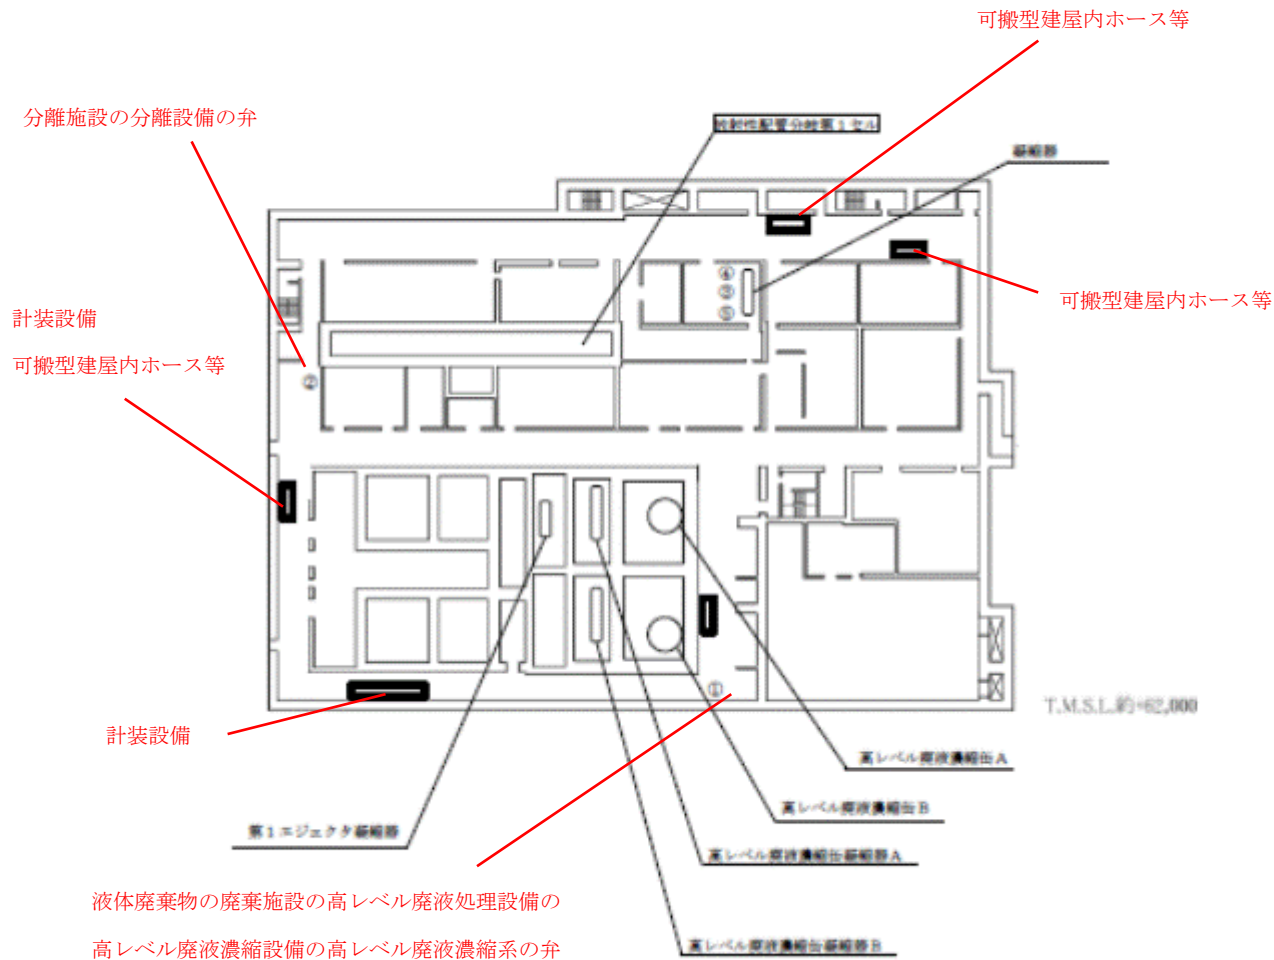 可搬型建屋内ホース等
分離施設の分離設備の弁
放射性配管分岐第1セル
凝縮器
④
③
⑤
可搬型建屋内ホース等
計装設備
可搬型建屋内ホース等
②
①
T.M.S.L.約+62,000
計装設備
高レベル廃液濃縮缶A
高レベル廃液濃縮缶B
第1エジェクタ凝縮器
高レベル廃液濃縮缶凝縮器A
液体廃棄物の廃棄施設の高レベル廃液処理設備の
高レベル廃液濃縮設備の高レベル廃液濃縮系の弁
高レベル廃液濃縮缶凝縮器B